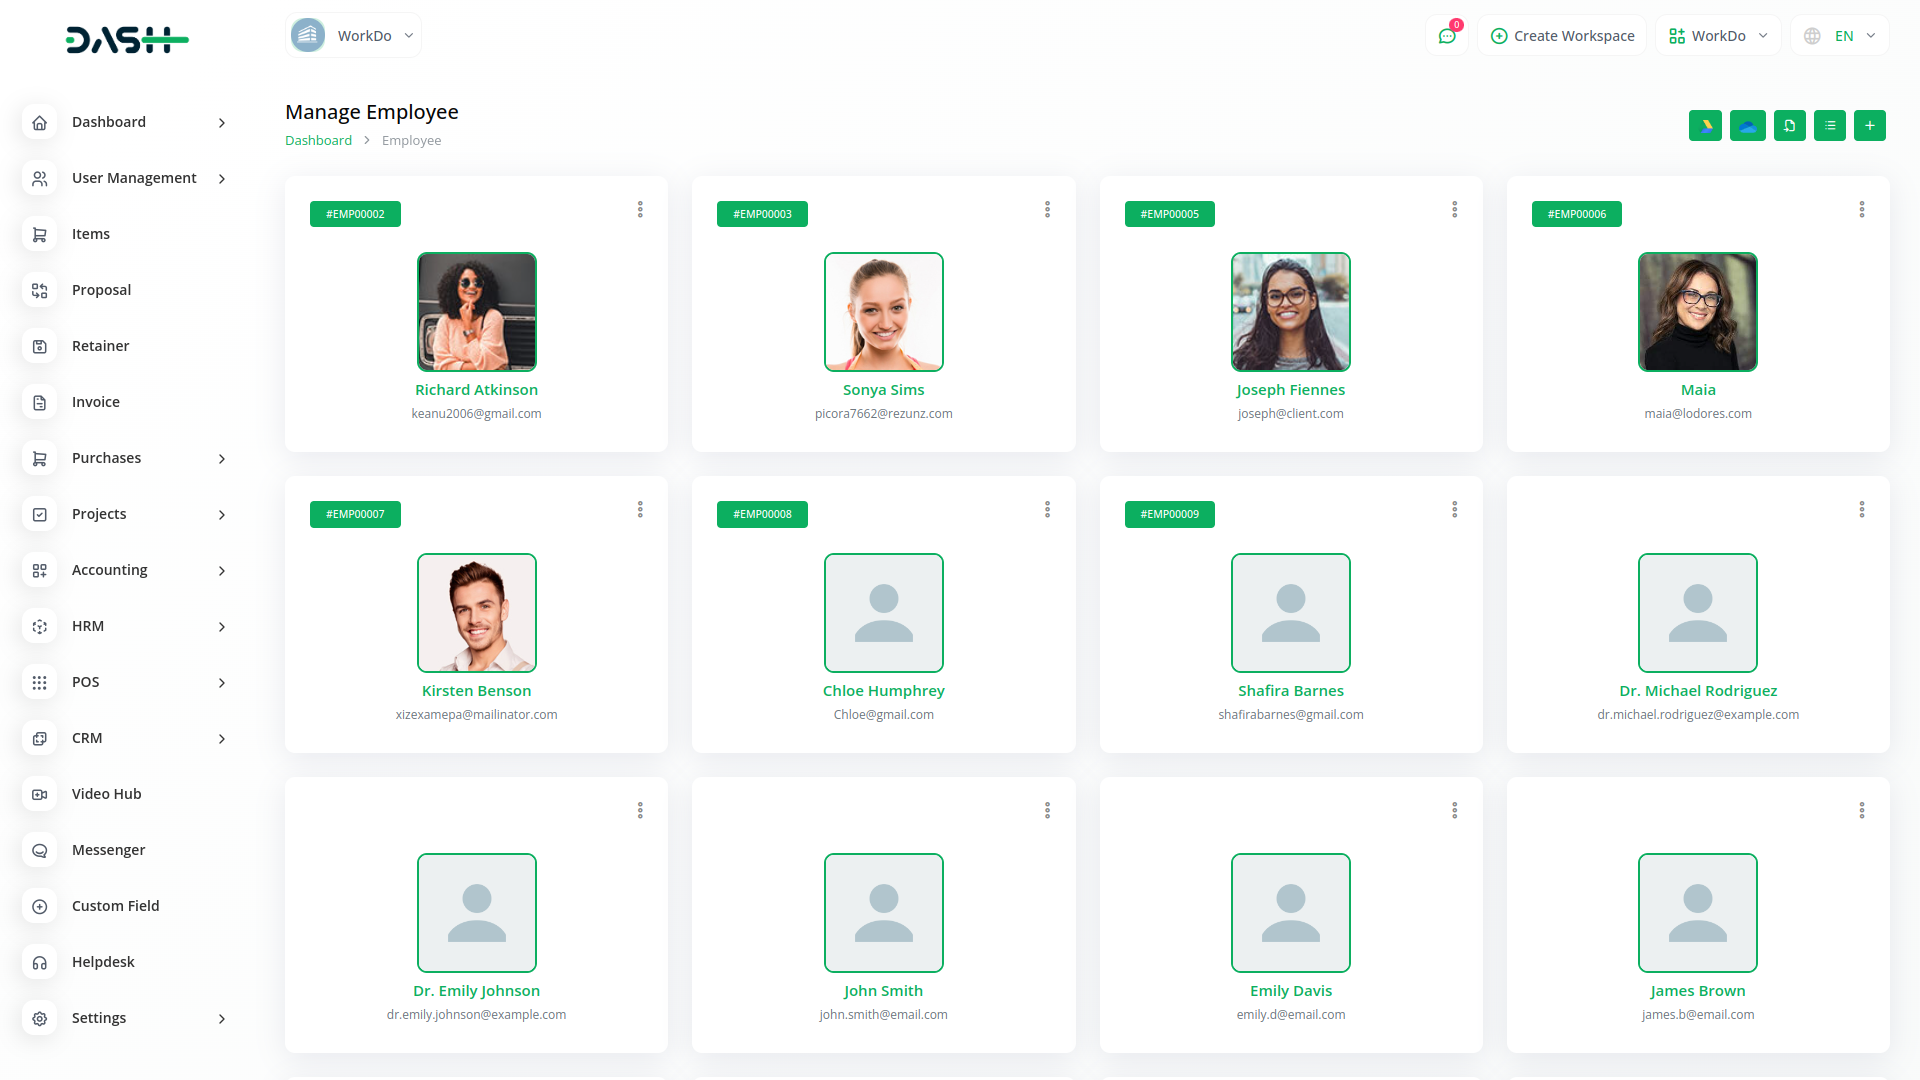 DASH
WorkDo
0
Create Workspace
WorkDo
EN
Dashboard
User Management
Items
Proposal
Retainer
Invoice
Purchases
Projects
Accounting
HRM
POS
CRM
Video Hub
Messenger
Custom Field
Helpdesk
Settings
Manage Employee
Dashboard > Employee
#EMP00002
Richard Atkinson
keanu2006@gmail.com
#EMP00003
Sonya Sims
picora7662@rezunz.com
#EMP00005
Joseph Fiennes
joseph@client.com
#EMP00006
Maia
maia@lodores.com
#EMP00007
Kirsten Benson
xizexamepa@mailinator.com
#EMP00008
Chloe Humphrey
Chloe@gmail.com
#EMP00009
Shafira Barnes
shafirabarnes@gmail.com
Dr. Michael Rodriguez
dr.michael.rodriguez@example.com
Dr. Emily Johnson
dr.emily.johnson@example.com
John Smith
john.smith@email.com
Emily Davis
emily.d@email.com
James Brown
james.b@email.com